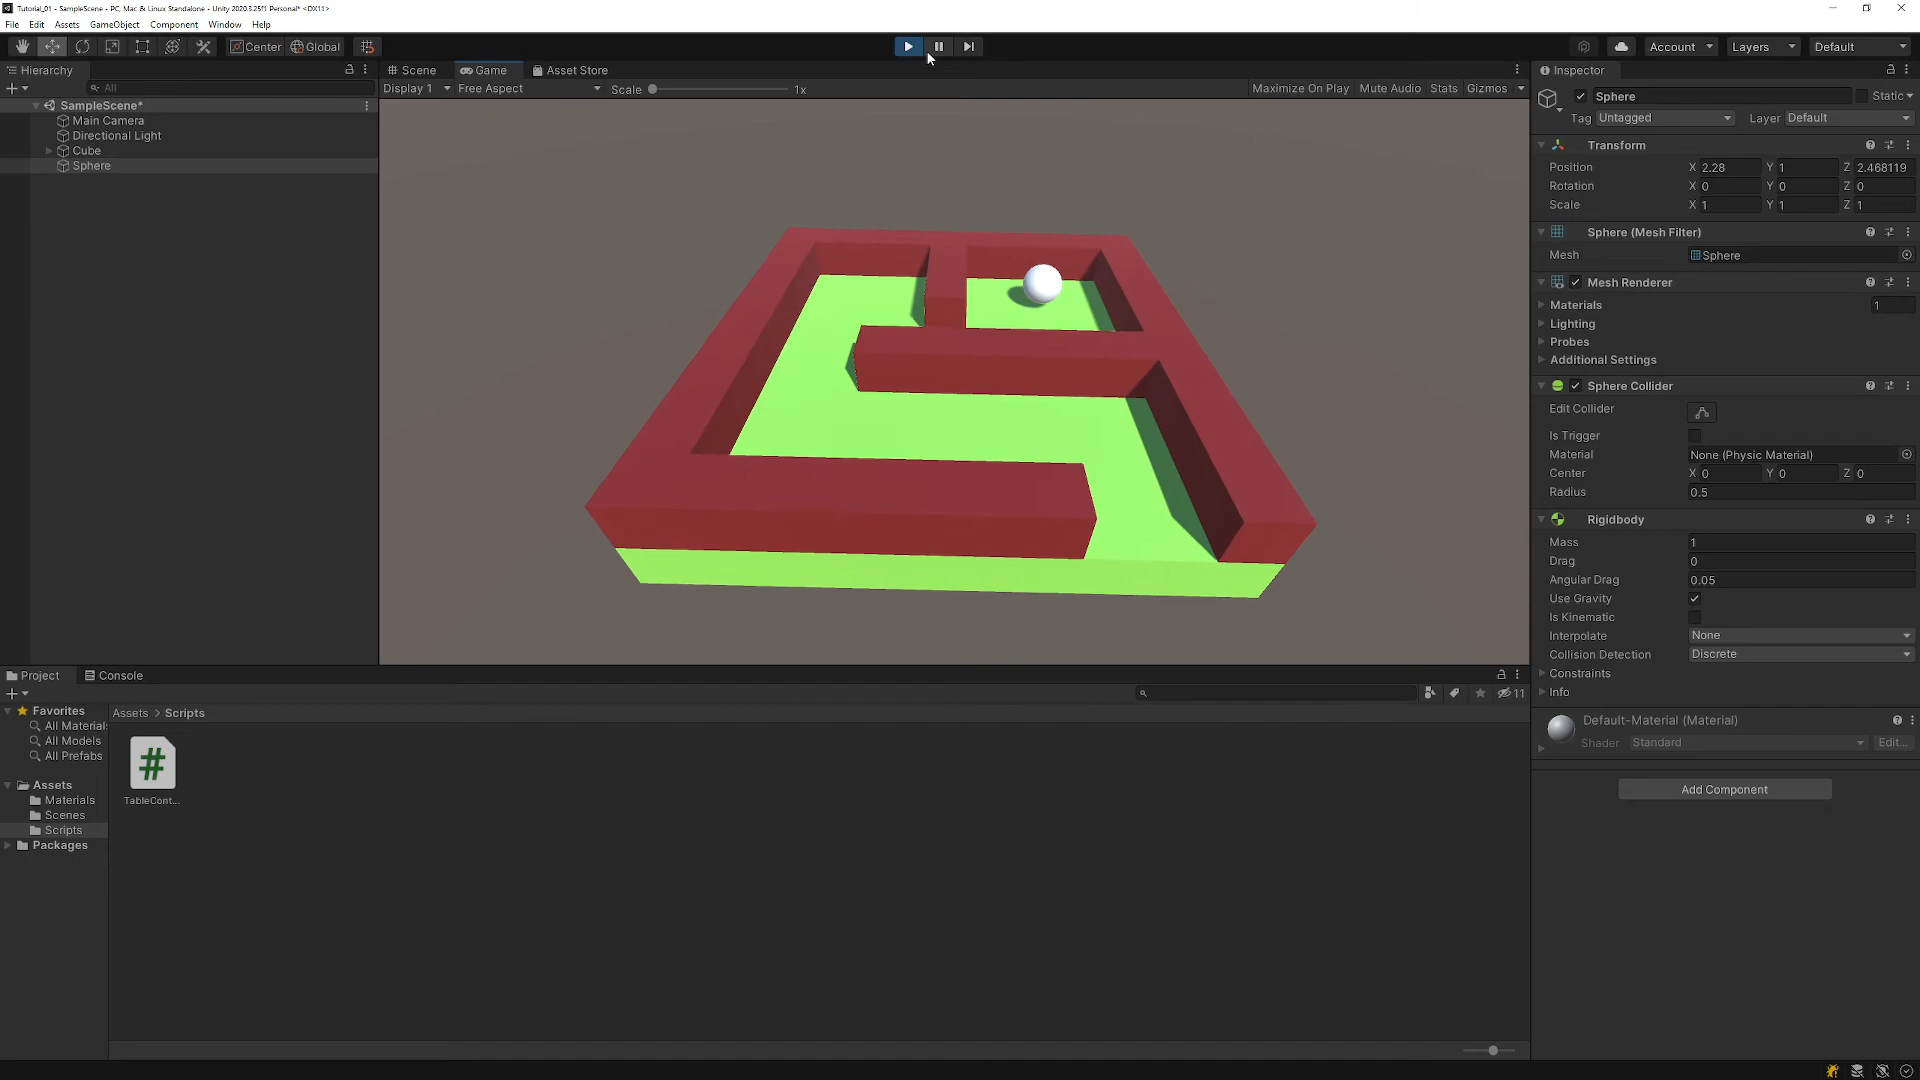 Tutorial_01 - SampleScene - PC, Mac & Linux Standalone - Unity 2020.3.25f1 Personal* <DX11>
File Edit Assets GameObject Component Window Help
Center Global Account Layers Default
Hierarchy
All
SampleScene*
Main Camera
Directional Light
Cube
Sphere
Scene Game Asset Store
Display 1 Free Aspect Scale 1x Maximize On Play Mute Audio Stats Gizmos
Inspector
Sphere Static
Tag Untagged Layer Default
Transform
Position X 2.28 Y 1 Z 2.468119
Rotation X 0 Y 0 Z 0
Scale X 1 Y 1 Z 1
Sphere (Mesh Filter)
Mesh Sphere
Mesh Renderer
Materials 1
Lighting
Probes
Additional Settings
Sphere Collider
Edit Collider
Is Trigger
Material None (Physic Material)
Center X 0 Y 0 Z 0
Radius 0.5
Rigidbody
Mass 1
Drag 0
Angular Drag 0.05
Use Gravity
Is Kinematic
Interpolate None
Collision Detection Discrete
Constraints
Info
Default-Material (Material)
Shader Standard Edit...
Add Component
Project Console
11
Favorites
All Material
All Models
All Prefabs
Assets
Materials
Scenes
Scripts
Packages
Assets > Scripts
#
TableCont...